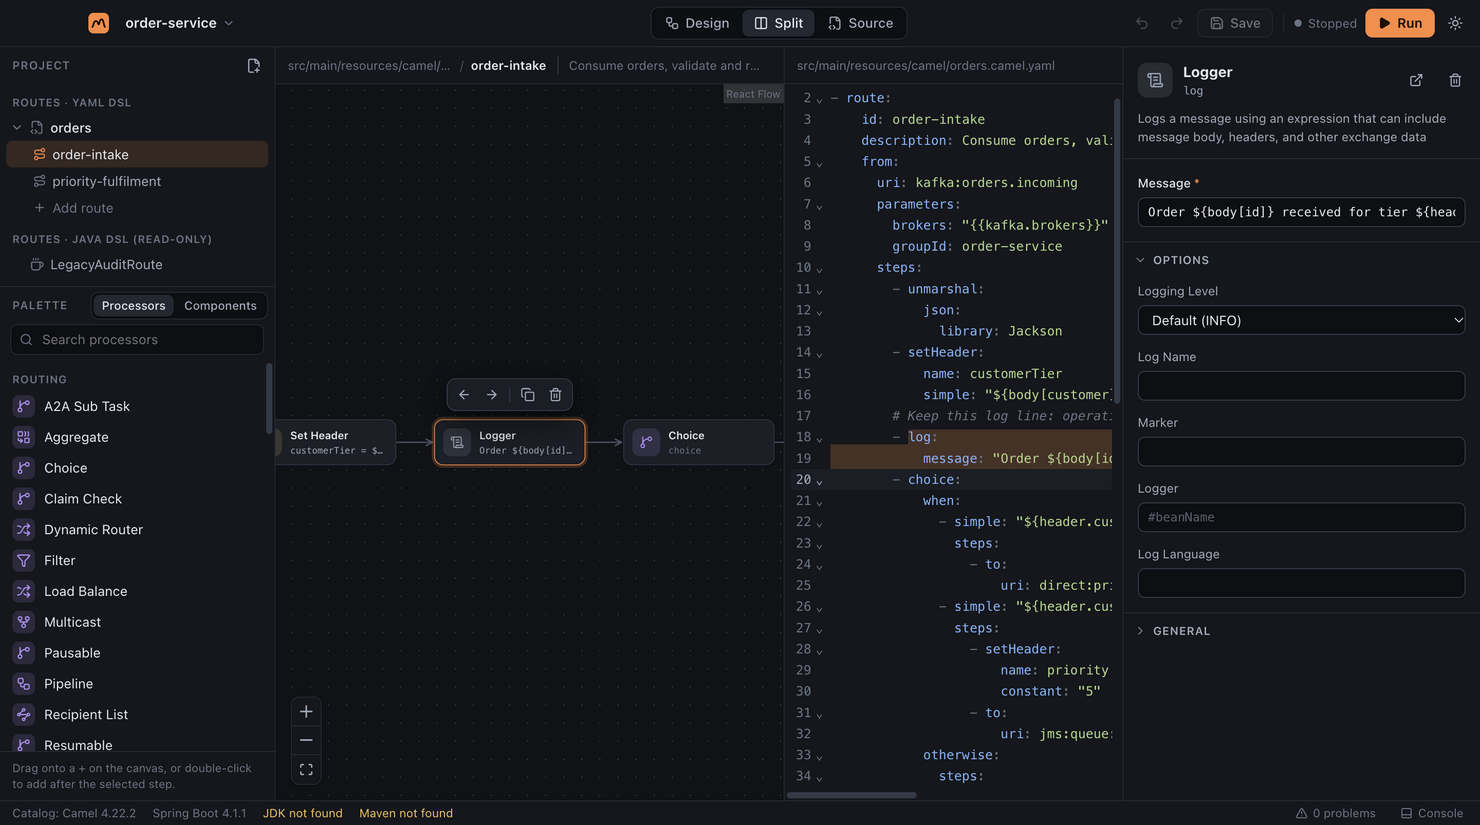 order-service
Design
Split
Source
Save
Stopped
Run
PROJECT
ROUTES · YAML DSL
orders
order-intake
priority-fulfilment
Add route
ROUTES · JAVA DSL (READ-ONLY)
LegacyAuditRoute
PALETTE
Processors
Components
Search processors
ROUTING
A2A Sub Task
Aggregate
Choice
Claim Check
Dynamic Router
Filter
Load Balance
Multicast
Pausable
Pipeline
Recipient List
Resumable
Drag onto a + on the canvas, or double-click
to add after the selected step.
src/main/resources/camel/... / order-intake
Consume orders, validate and r...
React Flow
Set Header
customerTier = $...
Logger
Order ${body[id]...
Choice
choice
src/main/resources/camel/orders.camel.yaml
2 - route:
3 id: order-intake
4 description: Consume orders, val
5 from:
6 uri: kafka:orders.incoming
7 parameters:
8 brokers: "{{kafka.brokers}}"
9 groupId: order-service
10 steps:
11 - unmarshal:
12 json:
13 library: Jackson
14 - setHeader:
15 name: customerTier
16 simple: "${body[customer
17 # Keep this log line: operat
18 - log:
19 message: "Order ${body[i
20 - choice:
21 when:
22 - simple: "${header.cus
23 steps:
24 - to:
25 uri: direct:pr
26 - simple: "${header.cus
27 steps:
28 - setHeader:
29 name: priority
30 constant: "5"
31 - to:
32 uri: jms:queue:
33 otherwise:
34 steps:
Logger
log
Logs a message using an expression that can include
message body, headers, and other exchange data
Message *
Order ${body[id]} received for tier ${head
OPTIONS
Logging Level
Default (INFO)
Log Name
Marker
Logger
#beanName
Log Language
GENERAL
Catalog: Camel 4.22.2
Spring Boot 4.1.1
JDK not found
Maven not found
0 problems
Console